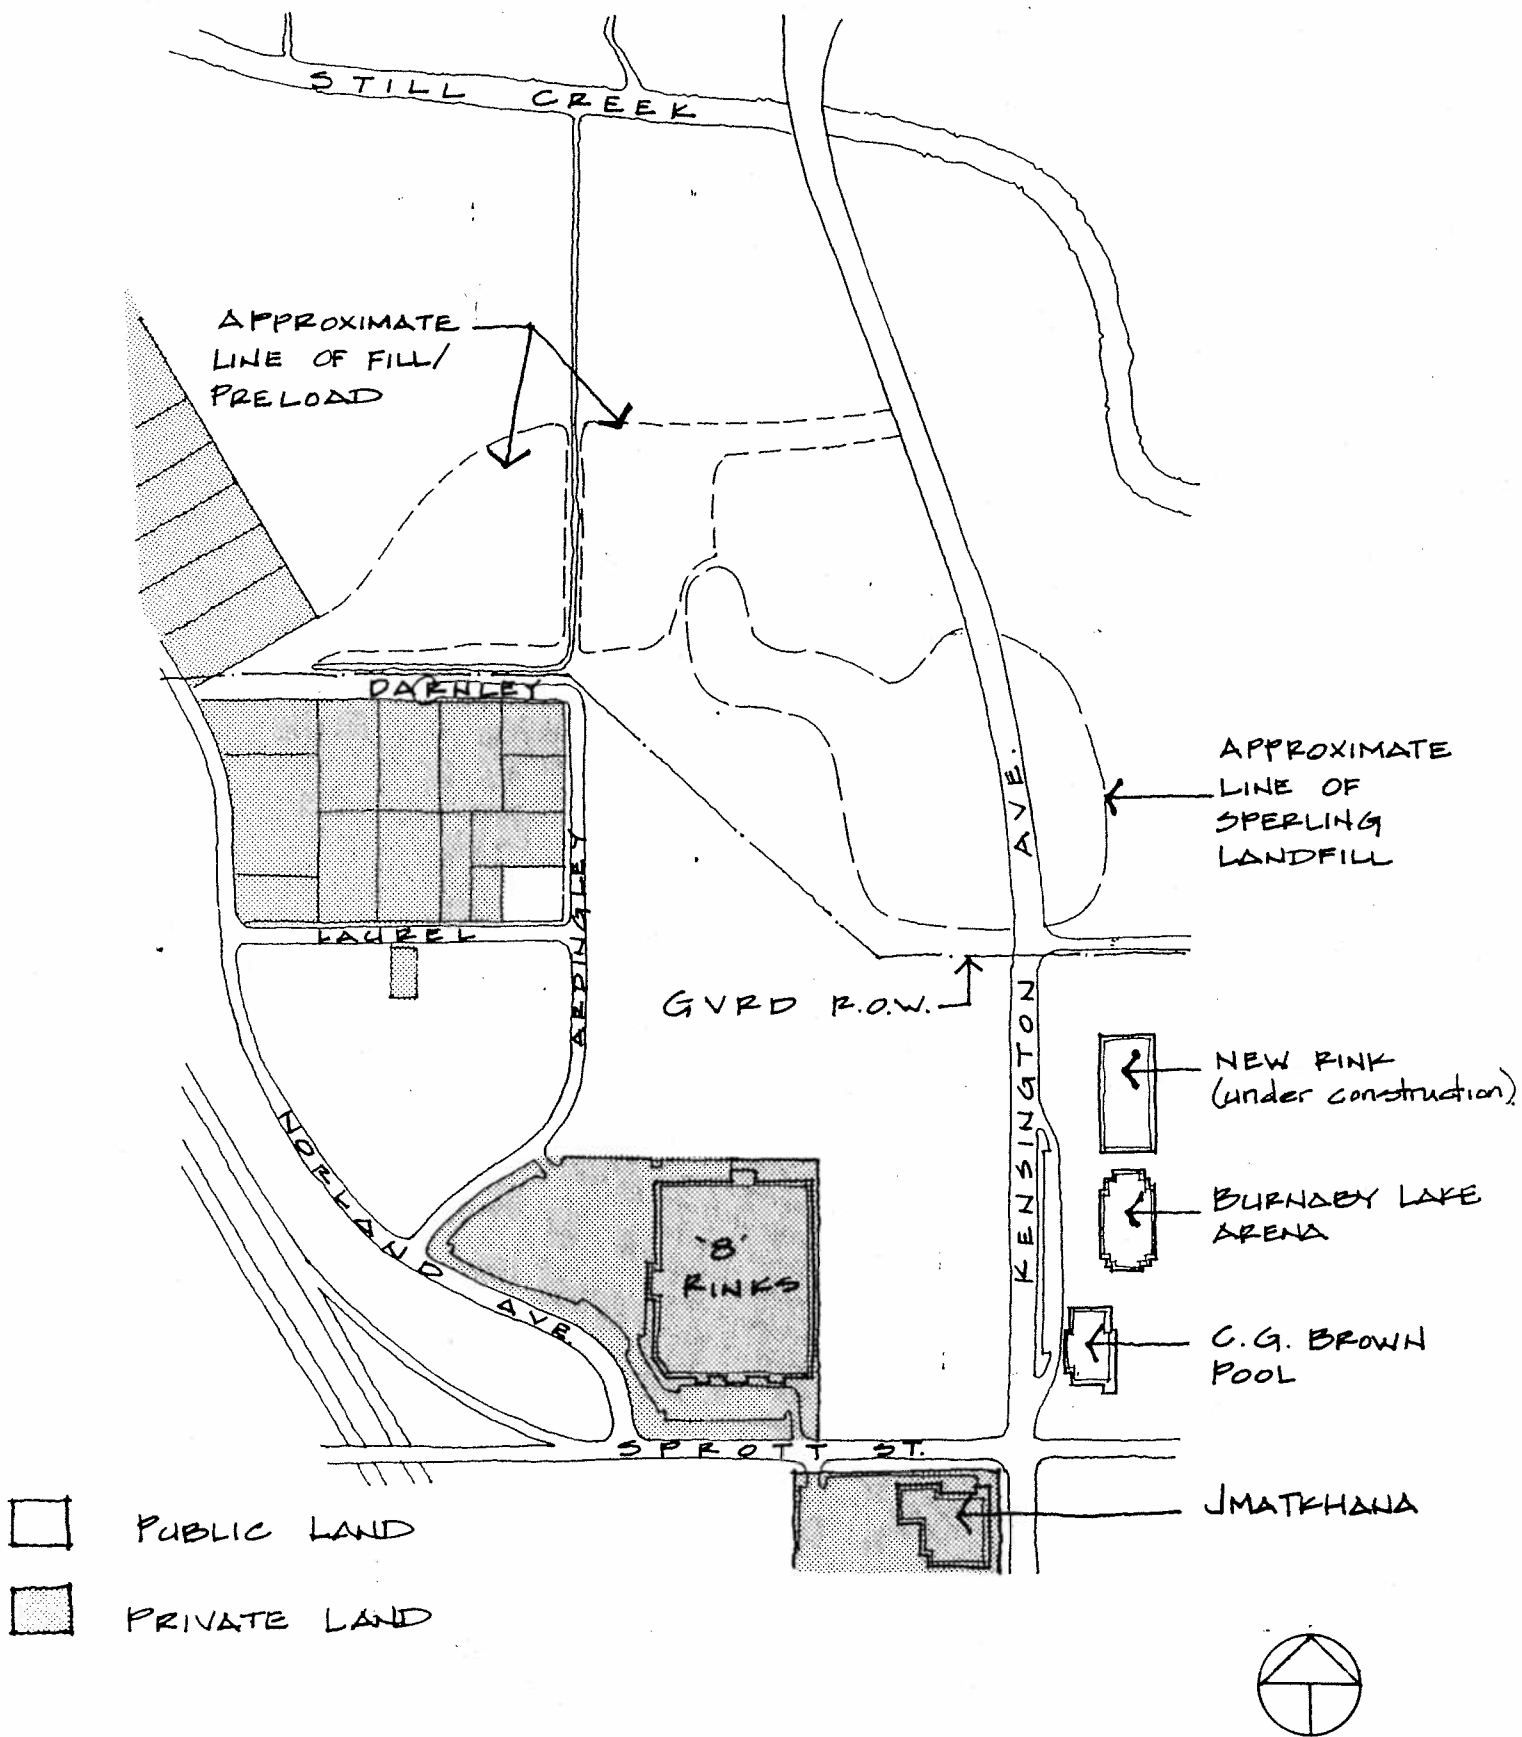 STILL CREEK
APPROXIMATE
LINE OF FILL/
PRELOAD
DARNLEY
APPROXIMATE
LINE OF
SPERLING
LANDFILL
KENSINGTON AVE.
ARDINGLEY
LAUREL
GVRD R.O.W.
NEW RINK
(under construction)
NORLAND AVE.
BURNABY LAKE
ARENA
'8'
RINKS
C.G. BROWN
POOL
SPROTT ST.
JMATKHANA
PUBLIC LAND
PRIVATE LAND